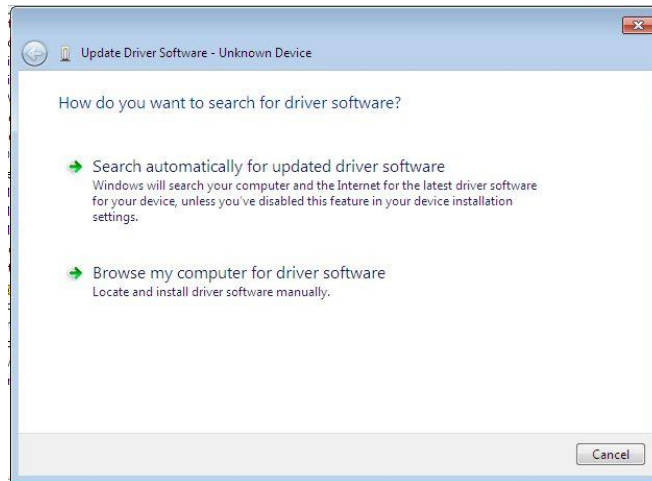 Update Driver Software - Unknown Device
How do you want to search for driver software?
Search automatically for updated driver software
Windows will search your computer and the Internet for the latest driver software
for your device, unless you've disabled this feature in your device installation
settings.
Browse my computer for driver software
Locate and install driver software manually.
Cancel